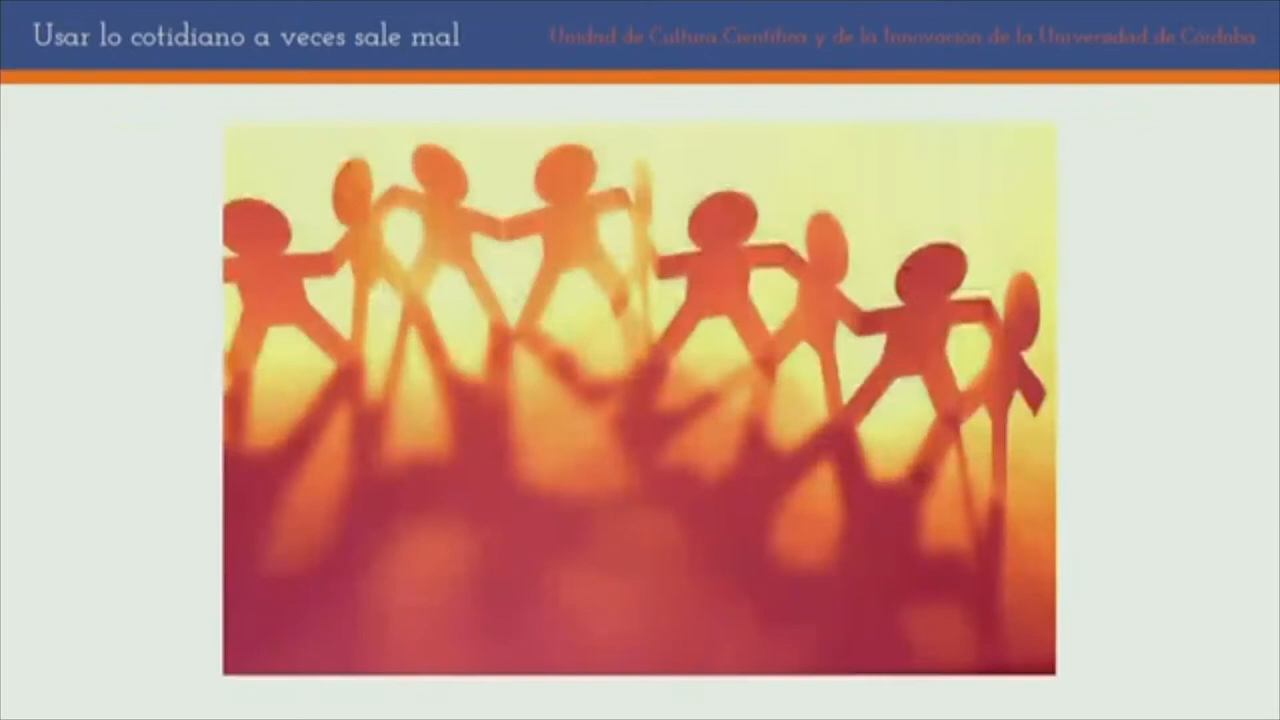 Usar lo cotidiano a veces sale mal
Unidad de Cultura Científica y de la Innovación de la Universidad de Córdoba